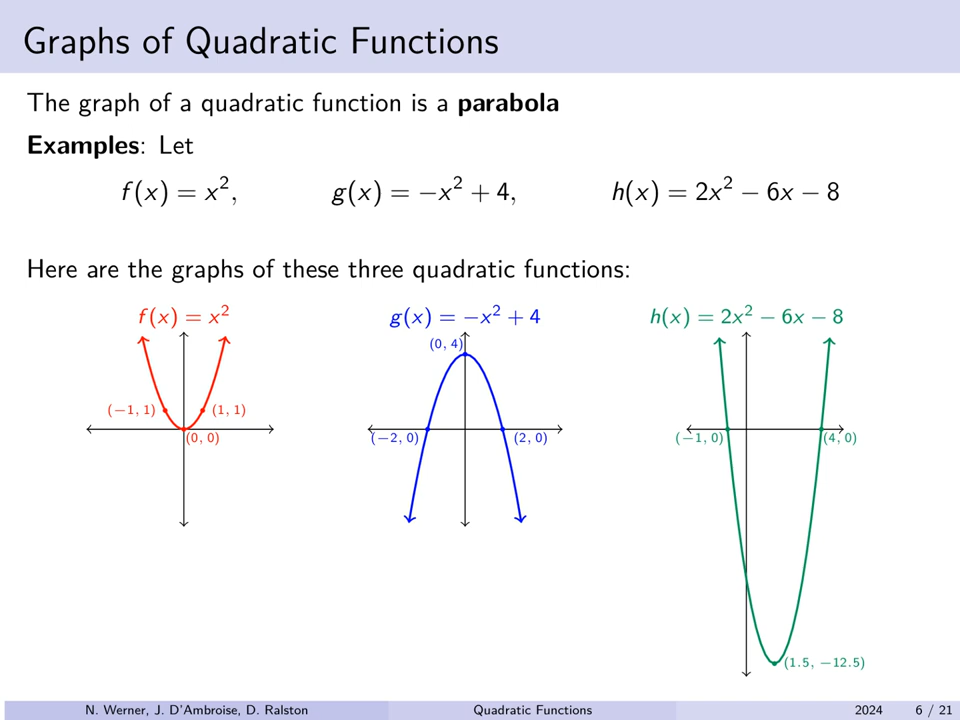 Graphs of Quadratic Functions
The graph of a quadratic function is a parabola
Examples: Let
f(x) = x², g(x) = −x² + 4, h(x) = 2x² − 6x − 8
Here are the graphs of these three quadratic functions:
f(x) = x²
(−1, 1)
(1, 1)
(0, 0)
g(x) = −x² + 4
(0, 4)
(−2, 0)
(2, 0)
h(x) = 2x² − 6x − 8
(−1, 0)
(4, 0)
(1.5, −12.5)
N. Werner, J. D'Ambroise, D. Ralston Quadratic Functions 2024 6 / 21